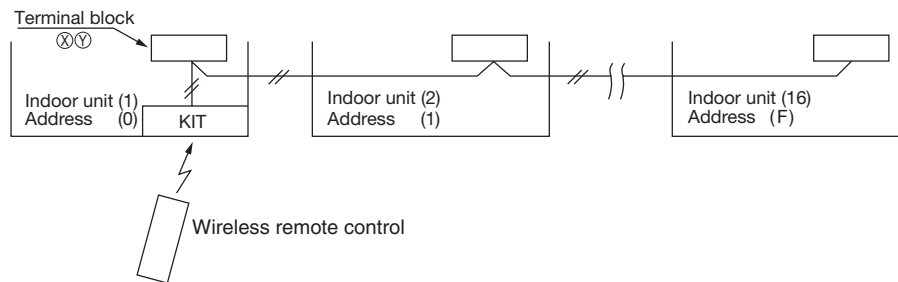 Terminal block
ⓍⓎ
Indoor unit (1)
Address (0)
KIT
Indoor unit (2)
Address (1)
Indoor unit (16)
Address (F)
Wireless remote control